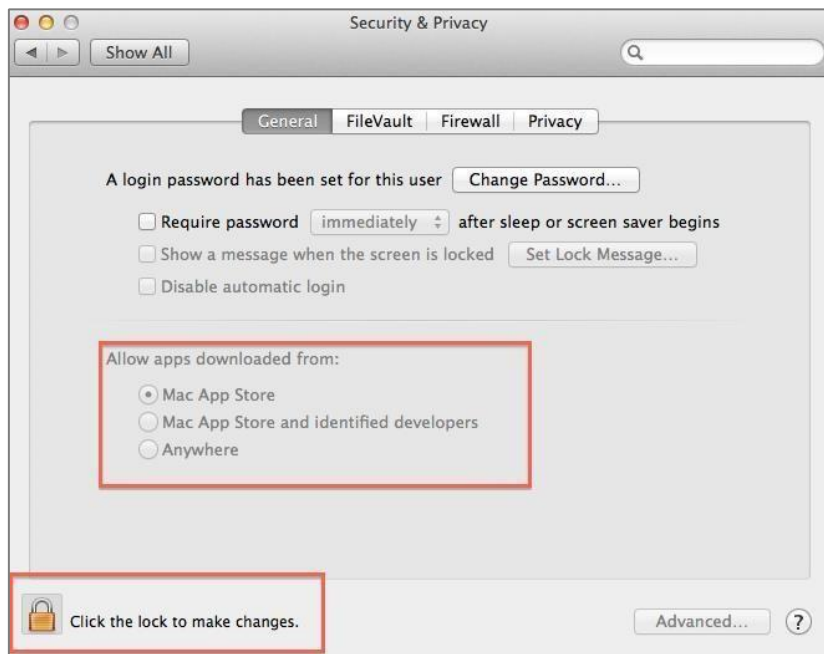 Security & Privacy
Show All
General FileVault Firewall Privacy
A login password has been set for this user Change Password...
Require password immediately after sleep or screen saver begins
Show a message when the screen is locked Set Lock Message...
Disable automatic login
Allow apps downloaded from:
Mac App Store
Mac App Store and identified developers
Anywhere
Click the lock to make changes.
Advanced... ?